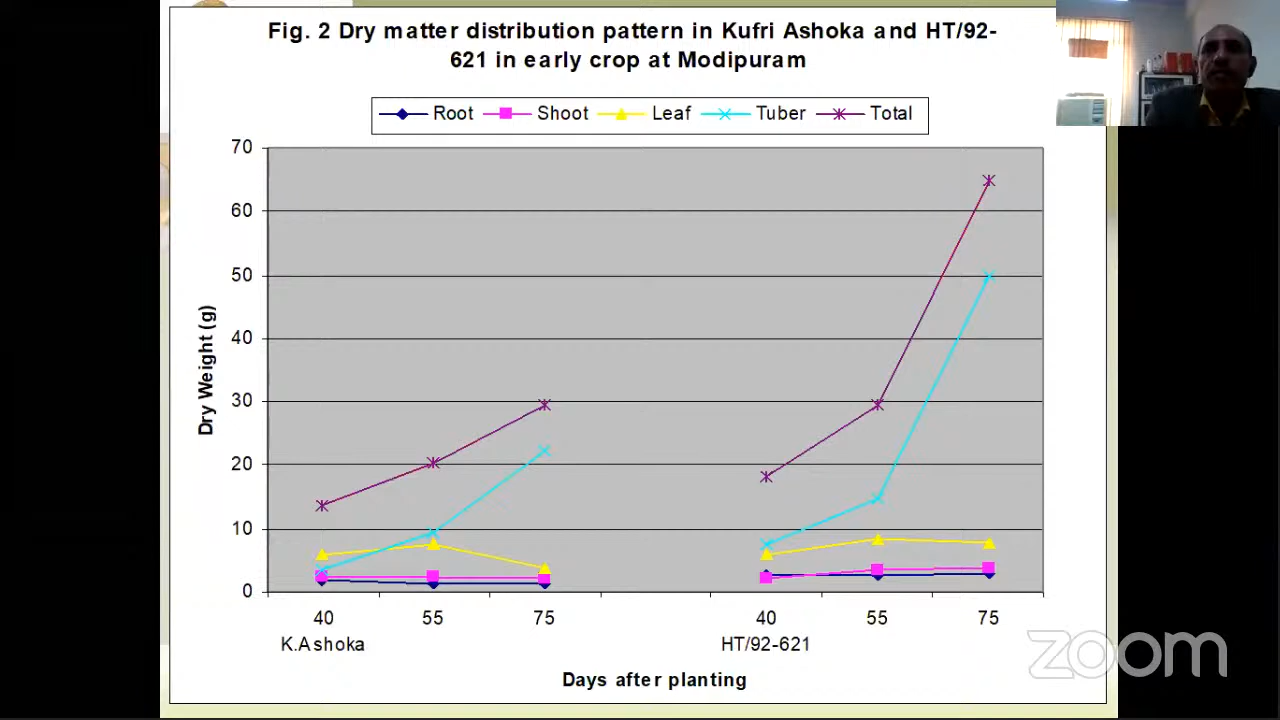 Fig. 2 Dry matter distribution pattern in Kufri Ashoka and HT/92-
621 in early crop at Modipuram
Root Shoot Leaf Tuber Total
70
60
50
40
30
20
10
0
Dry Weight (g)
40 55 75 40 55 75
K.Ashoka HT/92-621
Days after planting
zoom